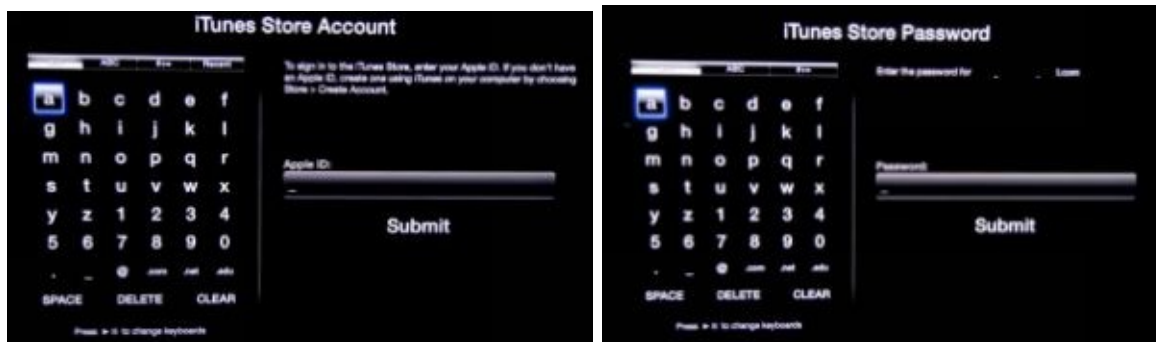 iTunes Store Account
abc ABC #+= Recent
To sign in to the iTunes Store, enter your Apple ID. If you don't have
an Apple ID, create one using iTunes on your computer by choosing
Store > Create Account.
a b c d e f
g h i j k l
m n o p q r
s t u v w x
y z 1 2 3 4
5 6 7 8 9 0
. _ @ .com .net .edu
SPACE DELETE CLEAR
Press ►II to change keyboards
Apple ID:
_
Submit
iTunes Store Password
ABC #+=
Enter the password for
a b c d e f
g h i j k l
m n o p q r
s t u v w x
y z 1 2 3 4
5 6 7 8 9 0
. _ @ .com .net .edu
SPACE DELETE CLEAR
Press ►II to change keyboards
Password:
_
Submit